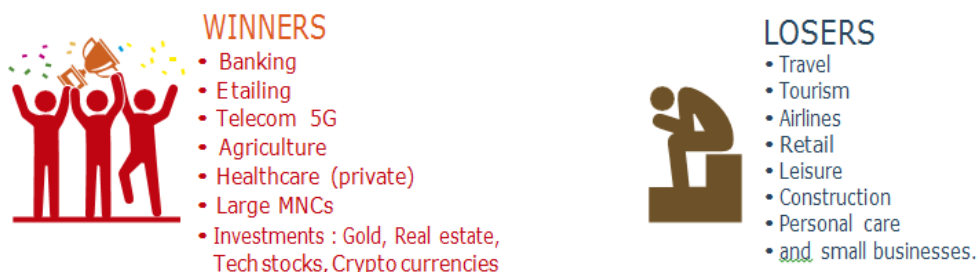 WINNERS
• Banking
• Etailing
• Telecom 5G
• Agriculture
• Healthcare (private)
• Large MNCs
• Investments : Gold, Real estate,
Tech stocks, Crypto currencies
LOSERS
• Travel
• Tourism
• Airlines
• Retail
• Leisure
• Construction
• Personal care
• and small businesses.